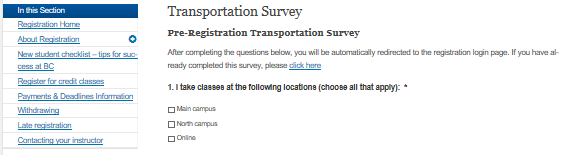 In this Section
Registration Home
About Registration
New student checklist – tips for suc-
cess at BC
Register for credit classes
Payments & Deadlines Information
Withdrawing
Late registration
Contacting your instructor
Transportation Survey
Pre-Registration Transportation Survey
After completing the questions below, you will be automatically redirected to the registration login page. If you have al-
ready completed this survey, please click here
1. I take classes at the following locations (choose all that apply): *
Main campus
North campus
Online